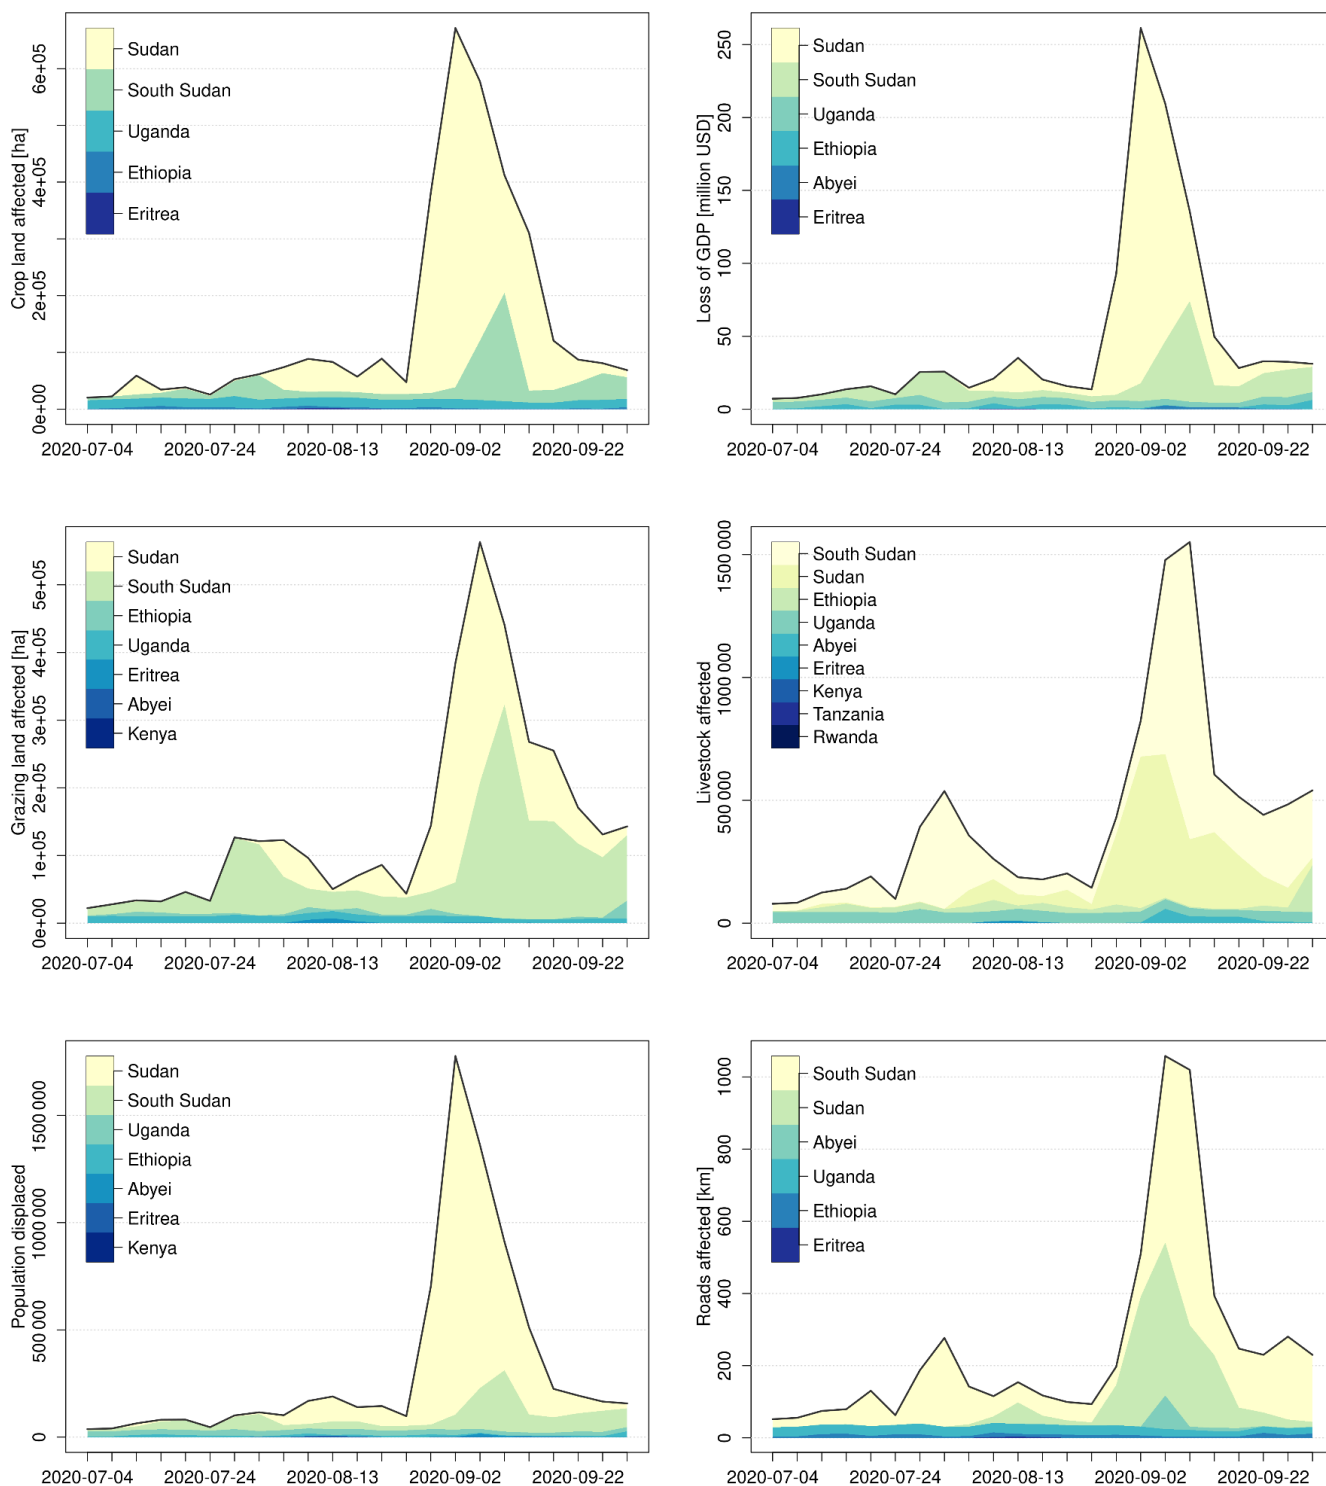 Crop land affected [ha]
0e+00
2e+05
4e+05
6e+05
Sudan
South Sudan
Uganda
Ethiopia
Eritrea
2020-07-04
2020-07-24
2020-08-13
2020-09-02
2020-09-22
Loss of GDP [million USD]
0
50
100
150
200
250
Sudan
South Sudan
Uganda
Ethiopia
Abyei
Eritrea
2020-07-04
2020-07-24
2020-08-13
2020-09-02
2020-09-22
Grazing land affected [ha]
0e+00
1e+05
2e+05
3e+05
4e+05
5e+05
Sudan
South Sudan
Ethiopia
Uganda
Eritrea
Abyei
Kenya
2020-07-04
2020-07-24
2020-08-13
2020-09-02
2020-09-22
Livestock affected
0
500 000
1000 000
1500 000
South Sudan
Sudan
Ethiopia
Uganda
Abyei
Eritrea
Kenya
Tanzania
Rwanda
2020-07-04
2020-07-24
2020-08-13
2020-09-02
2020-09-22
Population displaced
0
500 000
1000 000
1500 000
Sudan
South Sudan
Uganda
Ethiopia
Abyei
Eritrea
Kenya
2020-07-04
2020-07-24
2020-08-13
2020-09-02
2020-09-22
Roads affected [km]
0
200
400
600
800
1000
South Sudan
Sudan
Abyei
Uganda
Ethiopia
Eritrea
2020-07-04
2020-07-24
2020-08-13
2020-09-02
2020-09-22